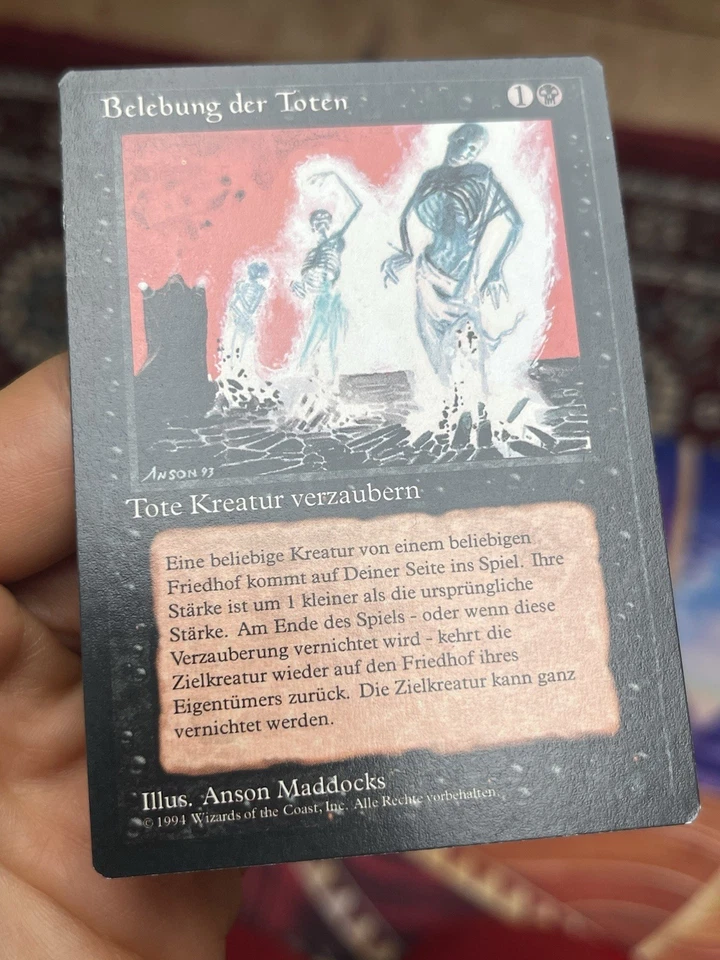 Belebung der Toten
1
ANSON 93
Tote Kreatur verzaubern
Eine beliebige Kreatur von einem beliebigen
Friedhof kommt auf Deiner Seite ins Spiel. Ihre
Stärke ist um 1 kleiner als die ursprüngliche
Stärke. Am Ende des Spiels - oder wenn diese
Verzauberung vernichtet wird - kehrt die
Zielkreatur wieder auf den Friedhof ihres
Eigentümers zurück. Die Zielkreatur kann ganz
vernichtet werden.
Illus. Anson Maddocks
© 1994 Wizards of the Coast, Inc. Alle Rechte vorbehalten.